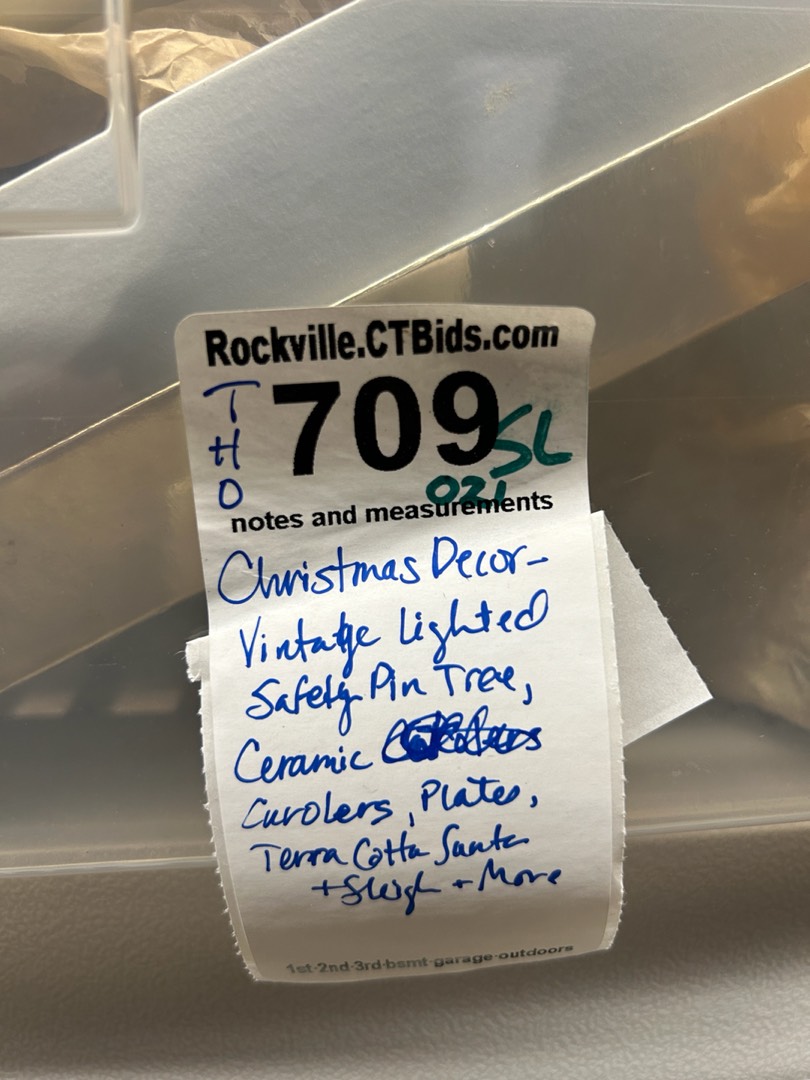 Rockville.CTBids.com
THO
709
SL
021
notes and measurements
Christmas Decor-
Vintage Lighted
Safety Pin Tree,
Ceramic
Carolers, Plates,
Terra Cotta Santa
+ Sleigh + More
1st-2nd-3rd-bsmt-garage-outdoors